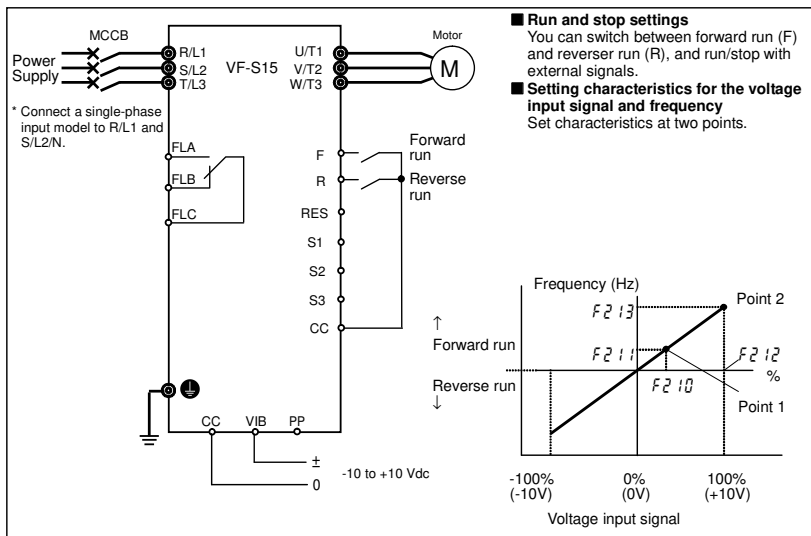 MCCB
Power
Supply
R/L1
S/L2
T/L3
VF-S15
U/T1
V/T2
W/T3
Motor
M
* Connect a single-phase
input model to R/L1 and
S/L2/N.
FLA
FLB
FLC
F
R
RES
S1
S2
S3
CC
Forward
run
Reverse
run
CC VIB PP
±
0
-10 to +10 Vdc
■ Run and stop settings
You can switch between forward run (F)
and reverser run (R), and run/stop with
external signals.
■ Setting characteristics for the voltage
input signal and frequency
Set characteristics at two points.
Frequency (Hz)
F213
Point 2
↑
Forward run
F211
F212
%
Reverse run
↓
F210
Point 1
-100% 0% 100%
(-10V) (0V) (+10V)
Voltage input signal